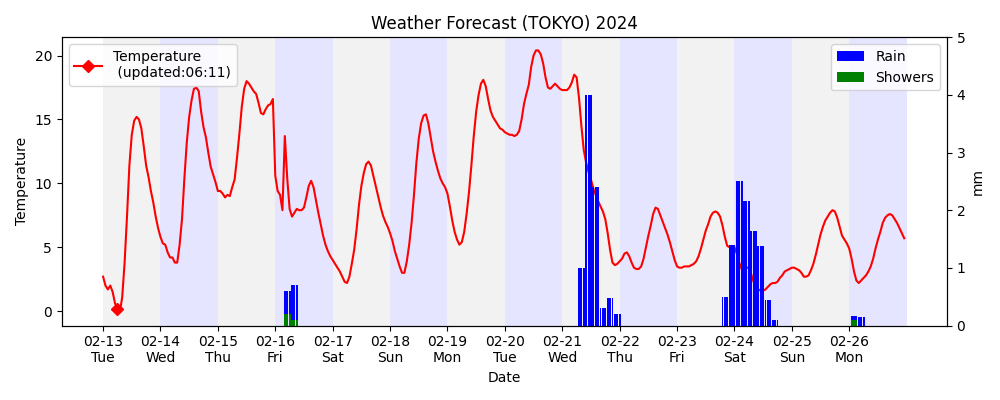 Weather Forecast (TOKYO) 2024
Temperature
(updated:06:11)
Rain
Showers
Temperature
20
15
10
5
0
5
4
3
2
1
0
mm
02-13 02-14 02-15 02-16 02-17 02-18 02-19 02-20 02-21 02-22 02-23 02-24 02-25 02-26
Tue Wed Thu Fri Sat Sun Mon Tue Wed Thu Fri Sat Sun Mon
Date